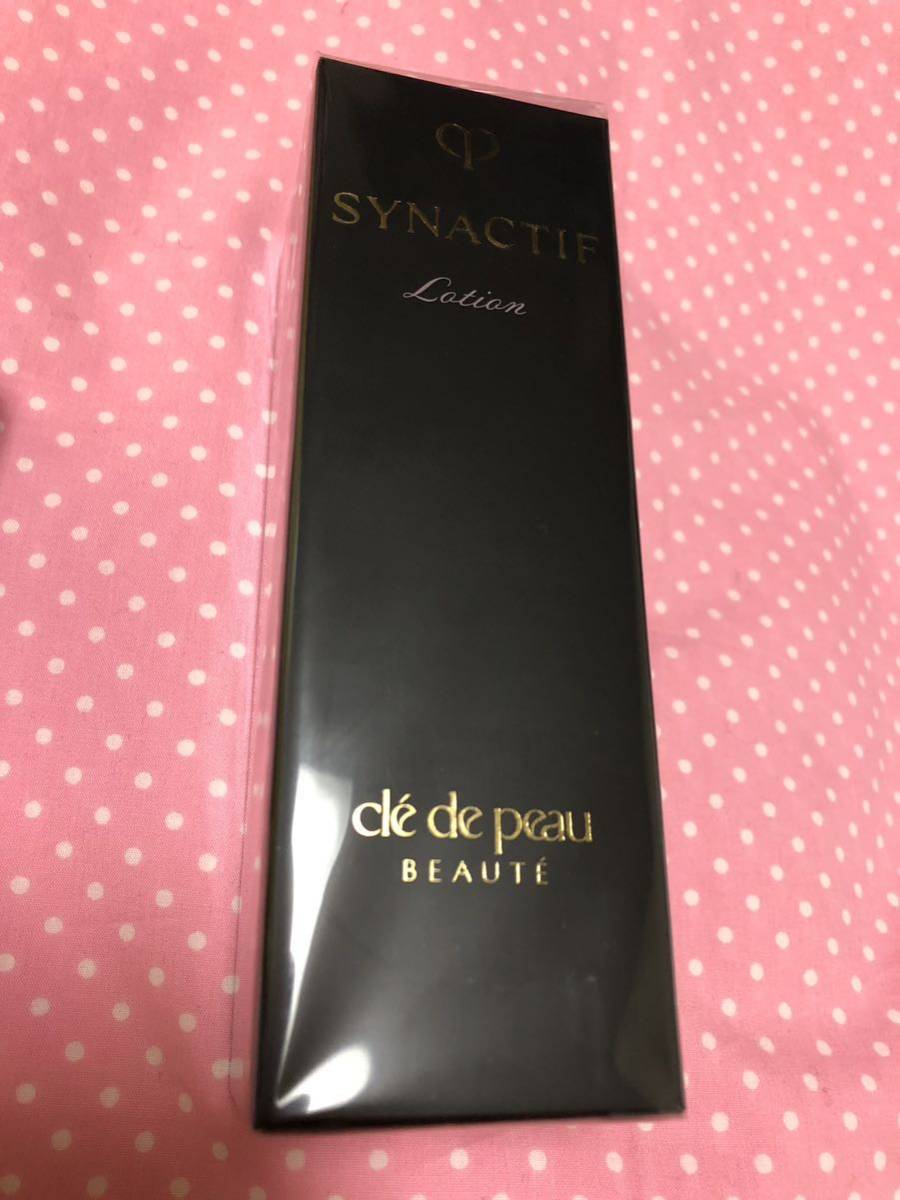 SYNACTIF
Lotion
clé de peau
BEAUTÉ